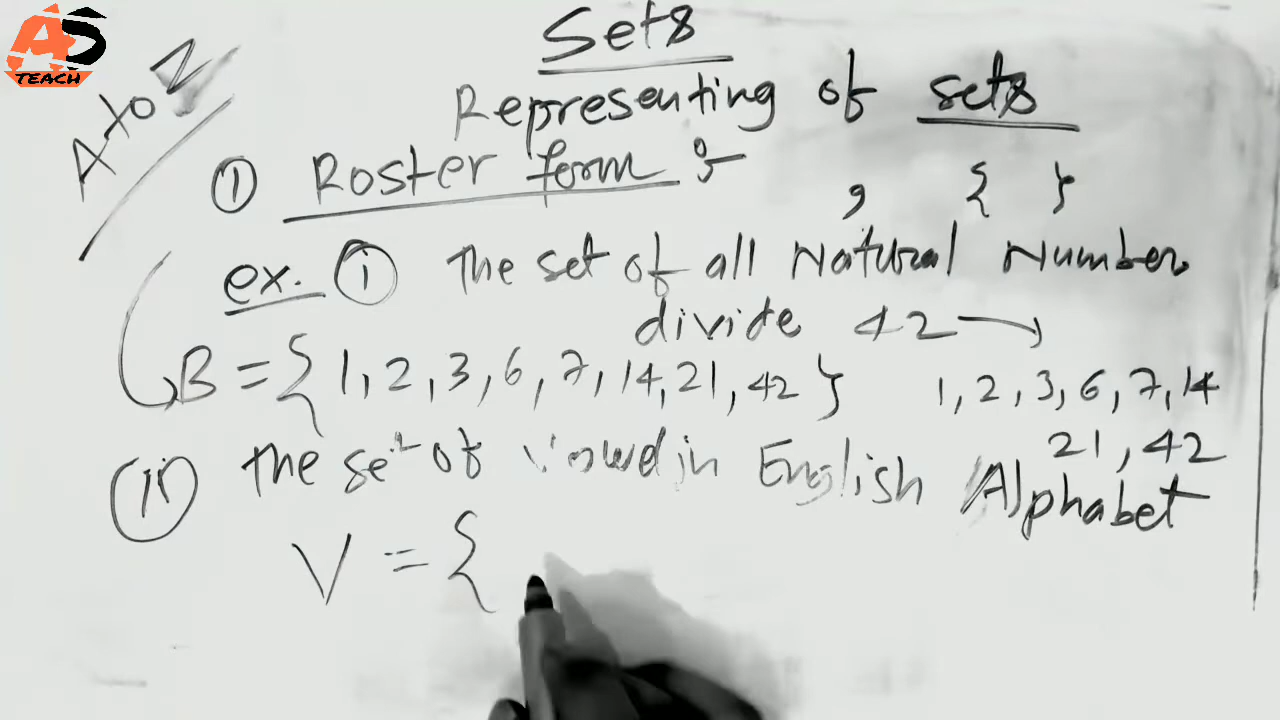 AS
TEACH
A to Z
Sets
Representing of sets
① Roster form :-
, { }
ex. ① The set of all Natural Number
divide 42 →
B = { 1, 2, 3, 6, 7, 14, 21, 42 } 1, 2, 3, 6, 7, 14
21, 42
(ii) The set of Vowel in English Alphabet
V = {